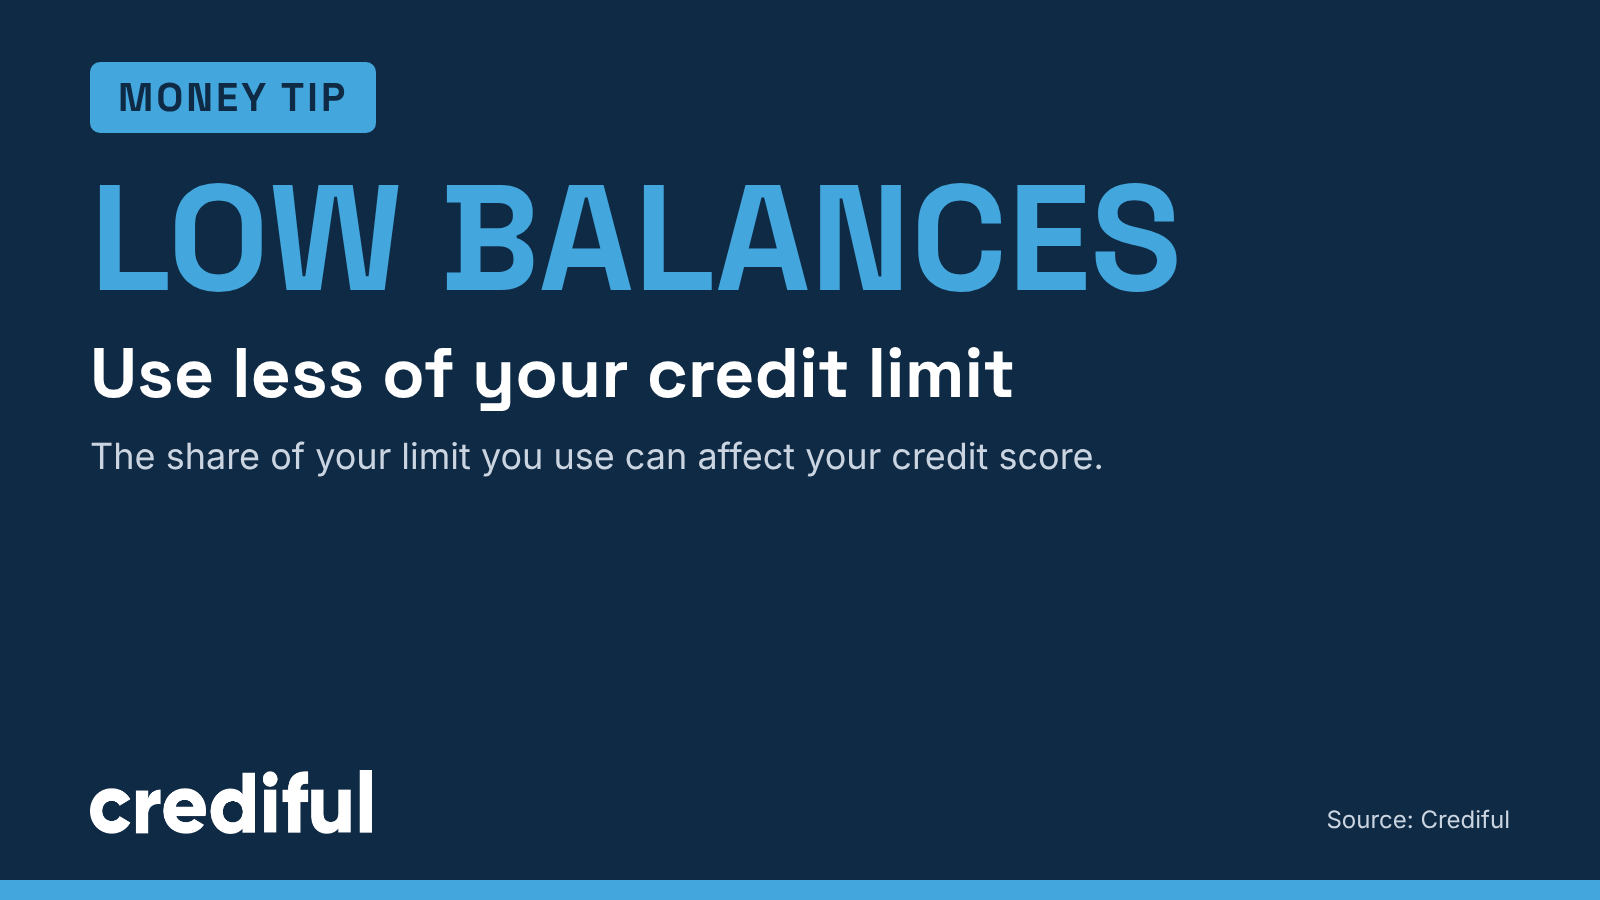 MONEY TIP
LOW BALANCES
Use less of your credit limit
The share of your limit you use can affect your credit score.
crediful
Source: Crediful